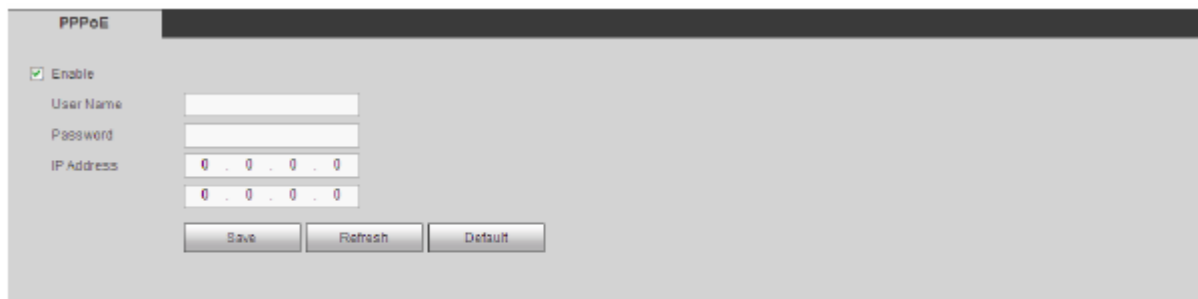 PPPoE
Enable
User Name
Password
IP Address 0 . 0 . 0 . 0
0 . 0 . 0 . 0
Save Refresh Default